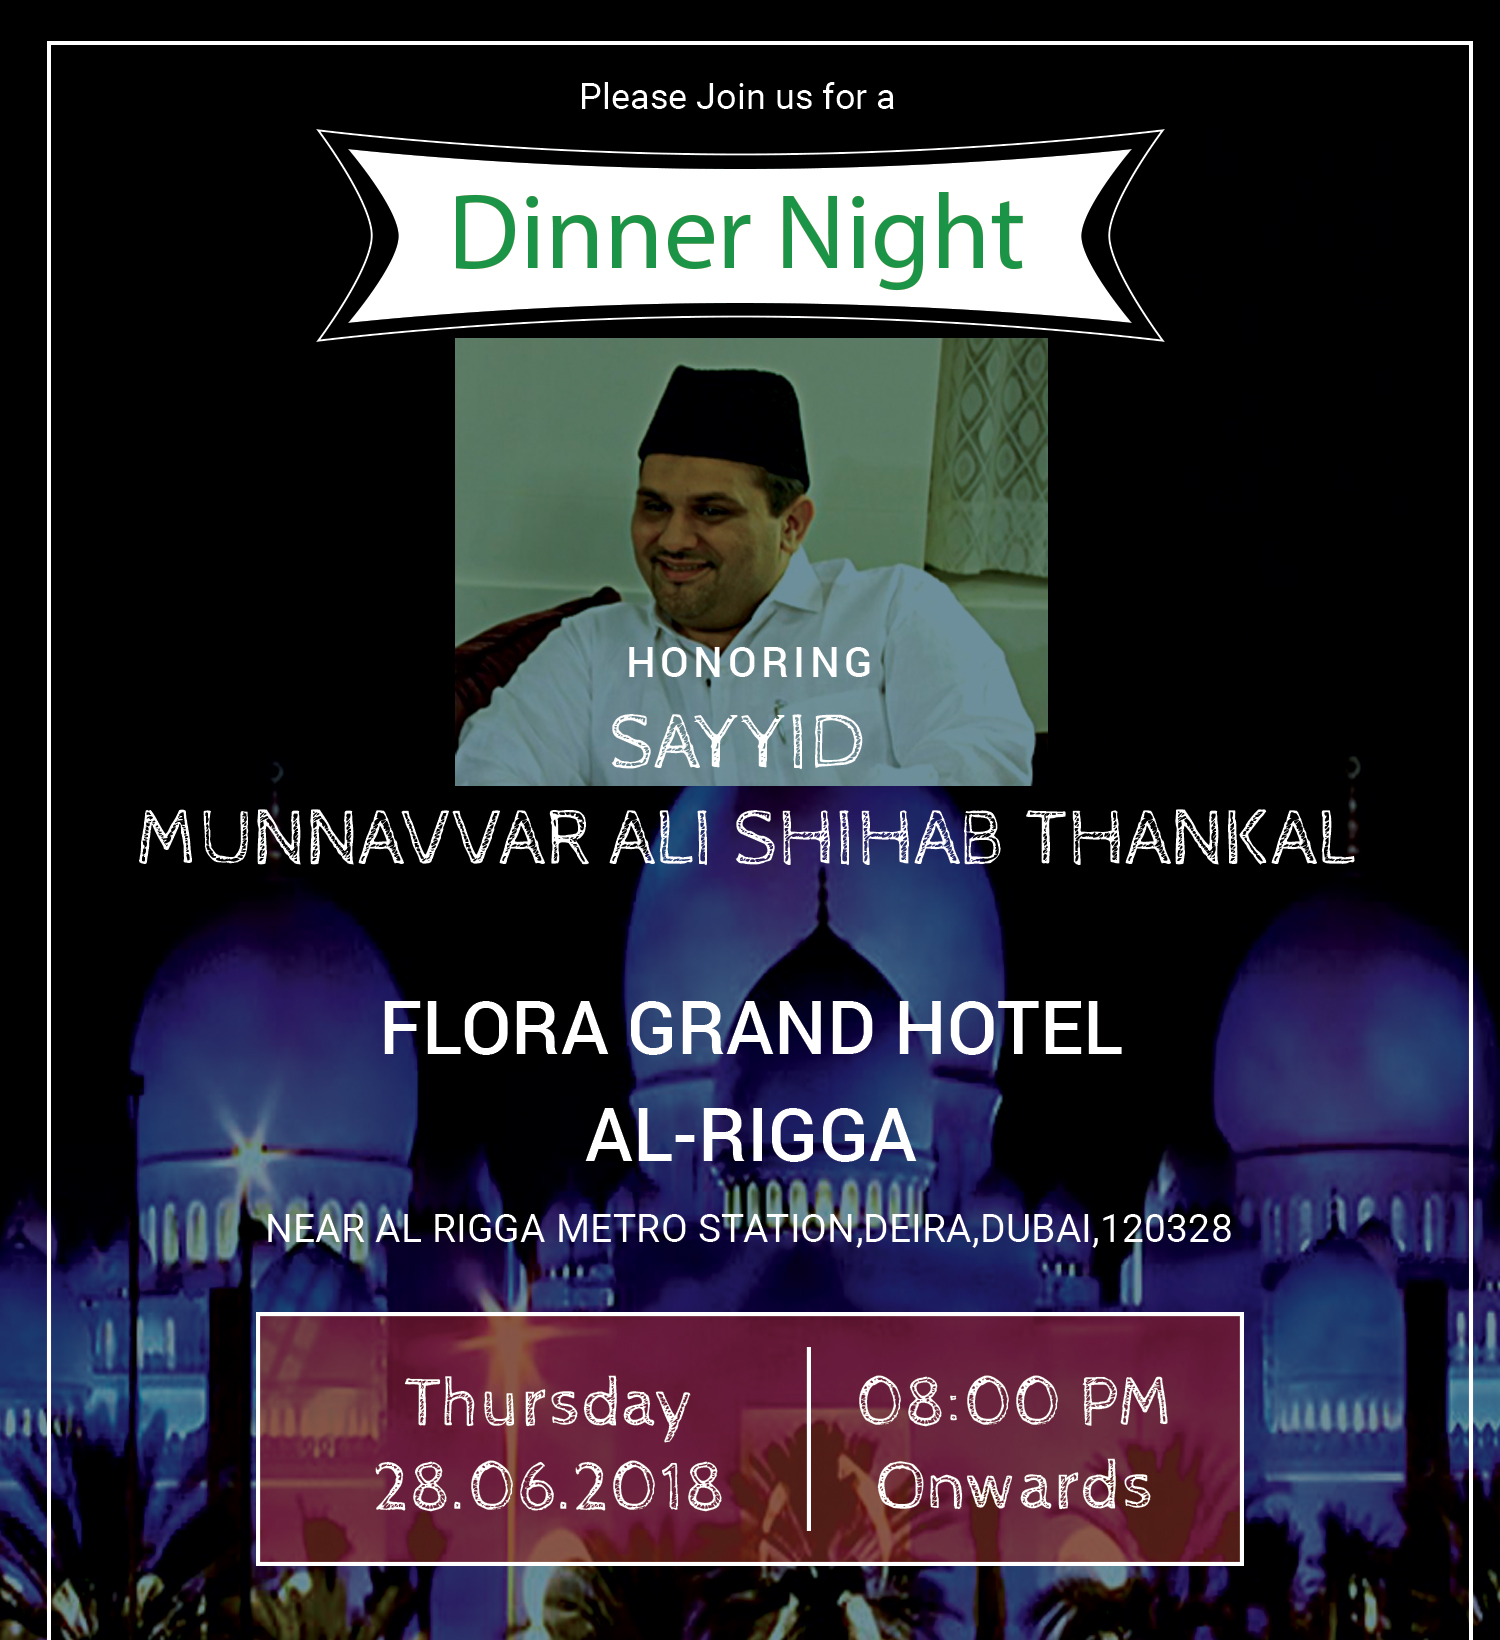 Please Join us for a
Dinner Night
HONORING
SAYYID
MUNNAVVAR ALI SHIHAB THANKAL
FLORA GRAND HOTEL
AL-RIGGA
NEAR AL RIGGA METRO STATION,DEIRA,DUBAI,120328
Thursday
28.06.2018
08:00 PM
Onwards